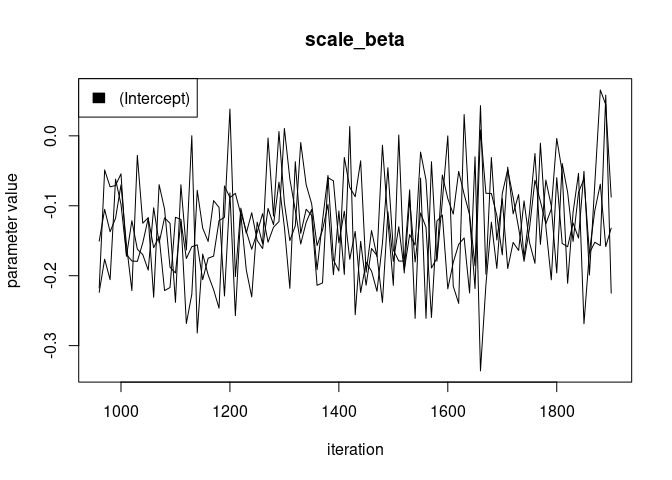 scale_beta
(Intercept)
0.0
-0.1
-0.2
-0.3
parameter value
1000 1200 1400 1600 1800
iteration